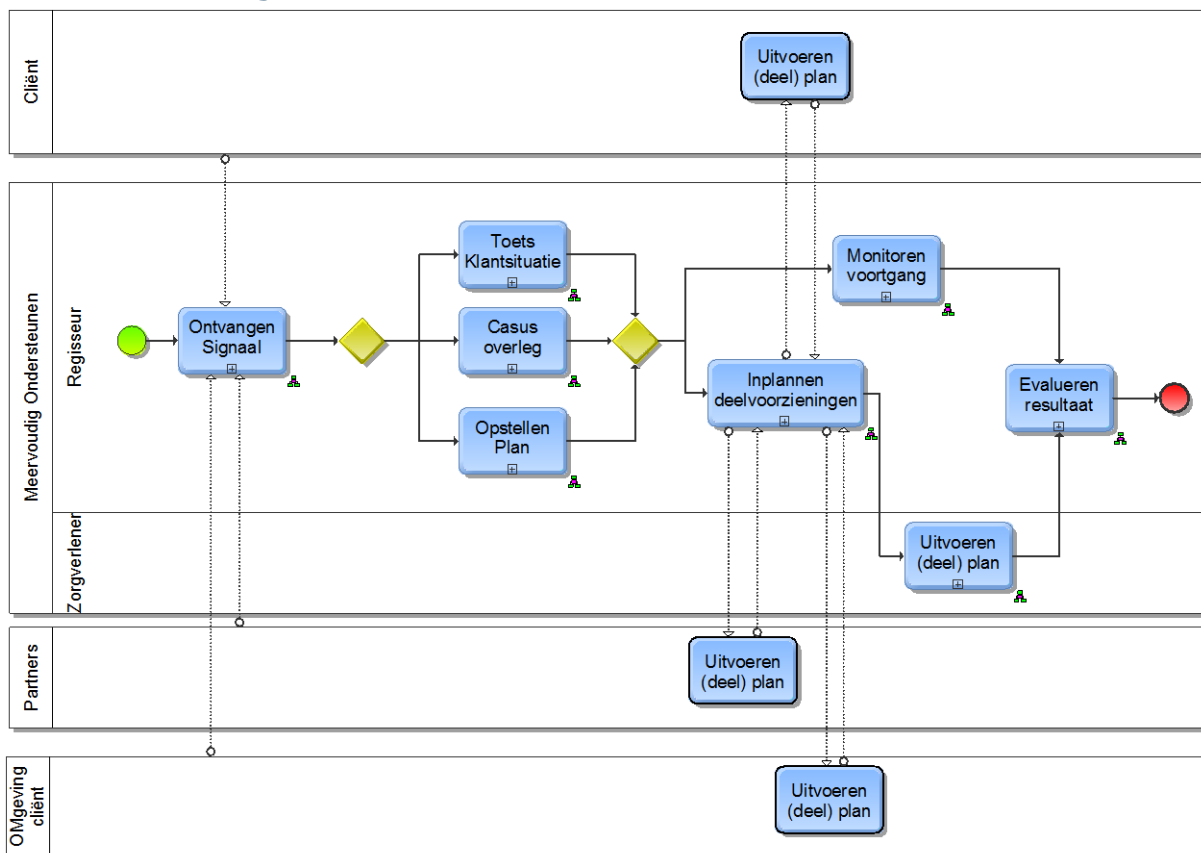 Cliënt
Uitvoeren
(deel) plan
Meervoudig Ondersteunen
Regisseur
Ontvangen
Signaal
Toets
Klantsituatie
Casus
overleg
Opstellen
Plan
Monitoren
voortgang
Inplannen
deelvoorzieningen
Evalueren
resultaat
Zorgverlener
Uitvoeren
(deel) plan
Partners
Uitvoeren
(deel) plan
OMgeving
cliënt
Uitvoeren
(deel) plan